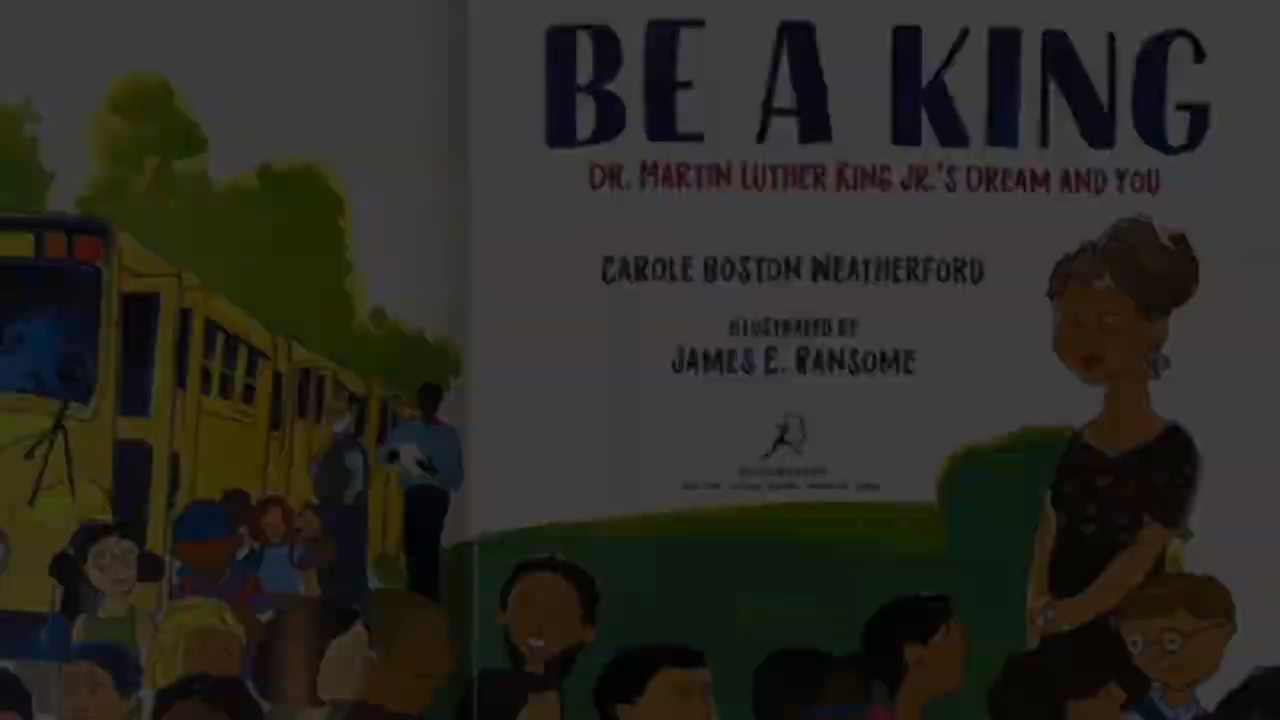 BE A KING
DR. MARTIN LUTHER KING JR.'S DREAM AND YOU
CAROLE BOSTON WEATHERFORD
ILLUSTRATED BY
JAMES E. RANSOME